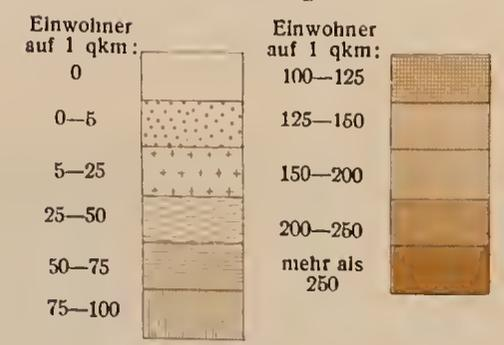 Einwohner
auf 1 qkm:
0
0—5
5—25
25—50
50—75
75—100
Einwohner
auf 1 qkm:
100—125
125—150
150—200
200—250
mehr als
250